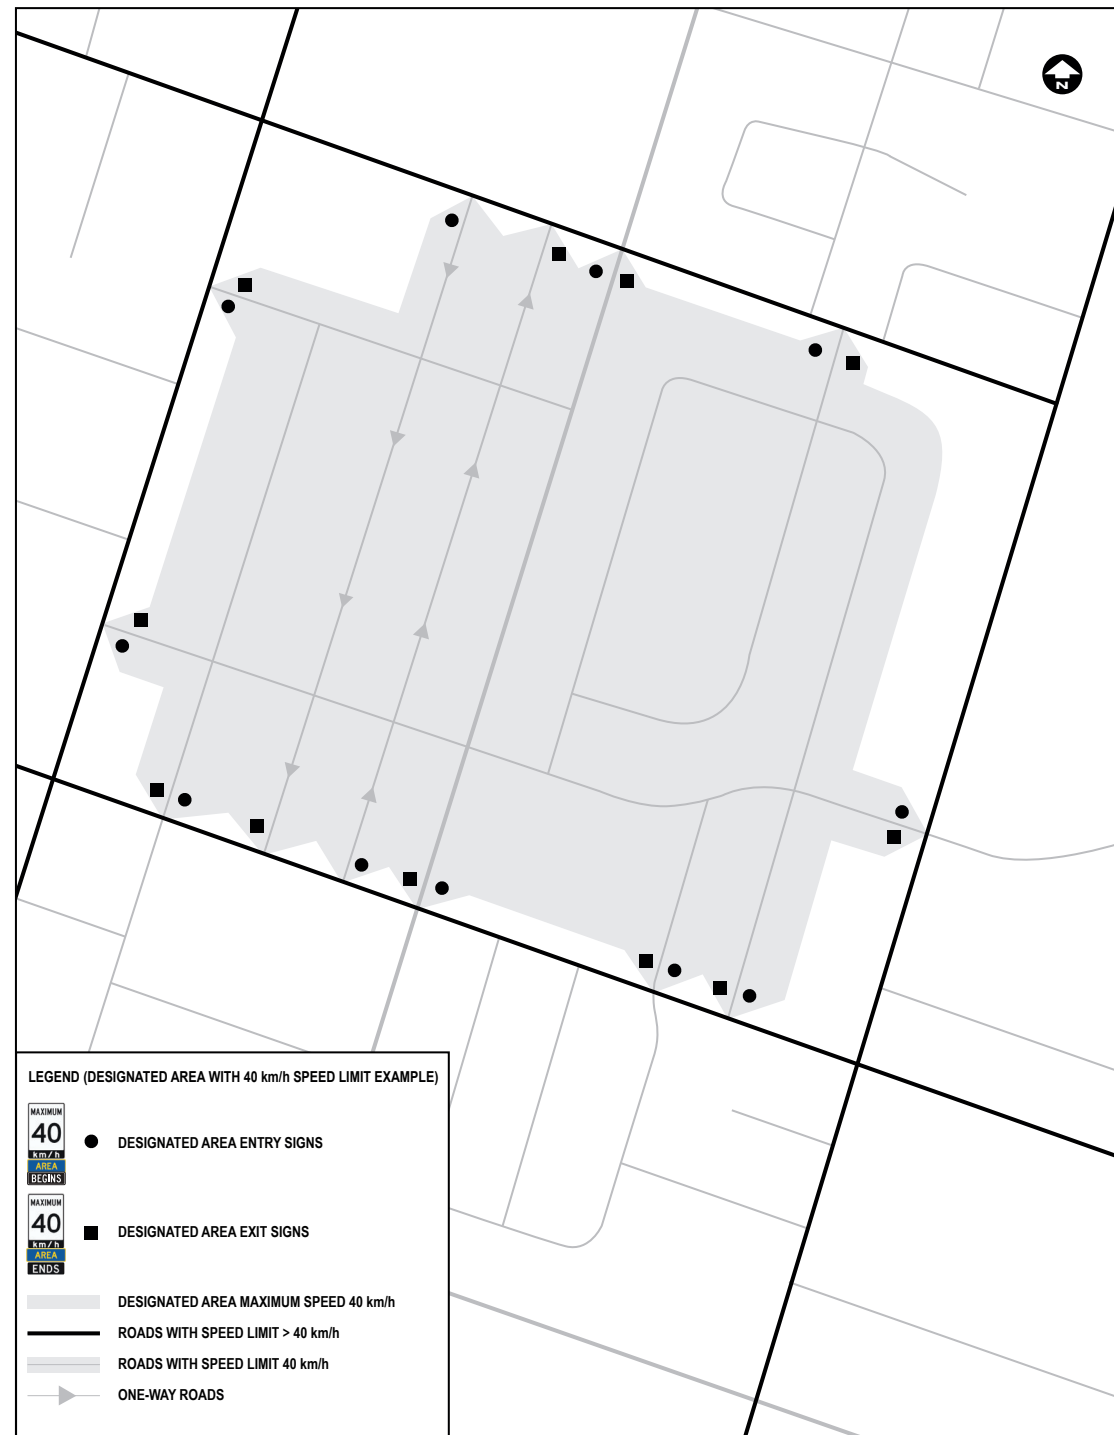 N
LEGEND (DESIGNATED AREA WITH 40 km/h SPEED LIMIT EXAMPLE)
MAXIMUM
40
km/h
AREA
BEGINS
DESIGNATED AREA ENTRY SIGNS
MAXIMUM
40
km/h
AREA
ENDS
DESIGNATED AREA EXIT SIGNS
DESIGNATED AREA MAXIMUM SPEED 40 km/h
ROADS WITH SPEED LIMIT > 40 km/h
ROADS WITH SPEED LIMIT 40 km/h
ONE-WAY ROADS